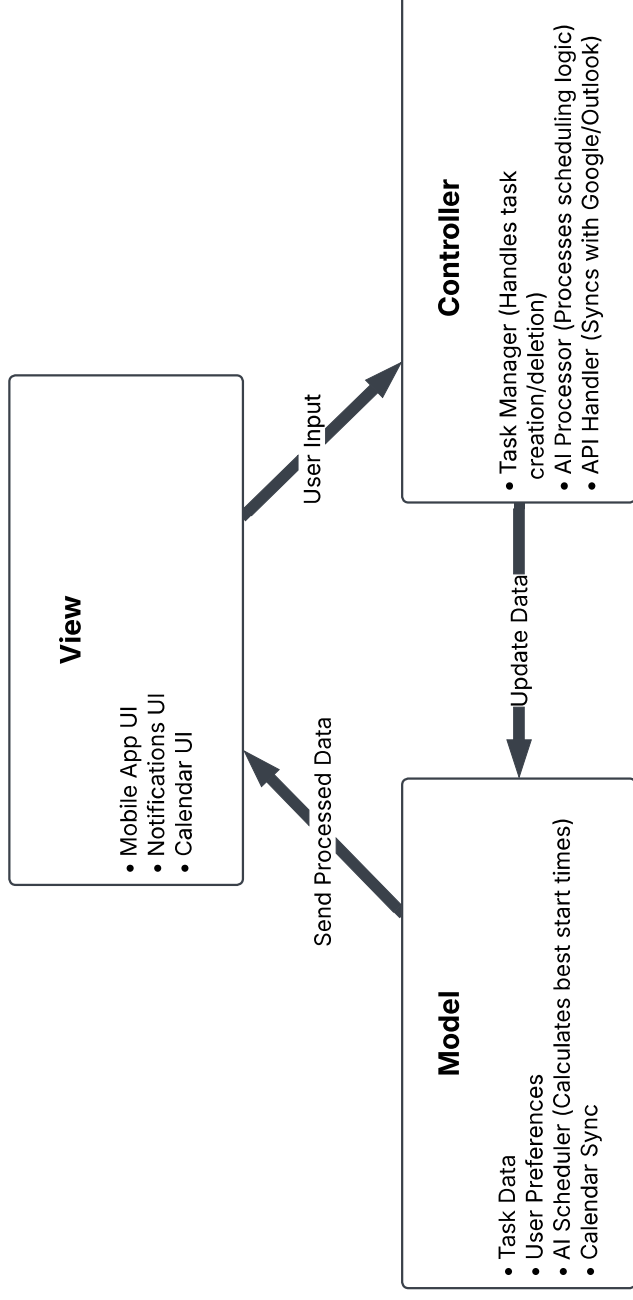 View
• Mobile App UI
• Notifications UI
• Calendar UI
Send Processed Data
User Input
Model
• Task Data
• User Preferences
• AI Scheduler (Calculates best start times)
• Calendar Sync
Update Data
Controller
• Task Manager (Handles task
creation/deletion)
• AI Processor (Processes scheduling logic)
• API Handler (Syncs with Google/Outlook)